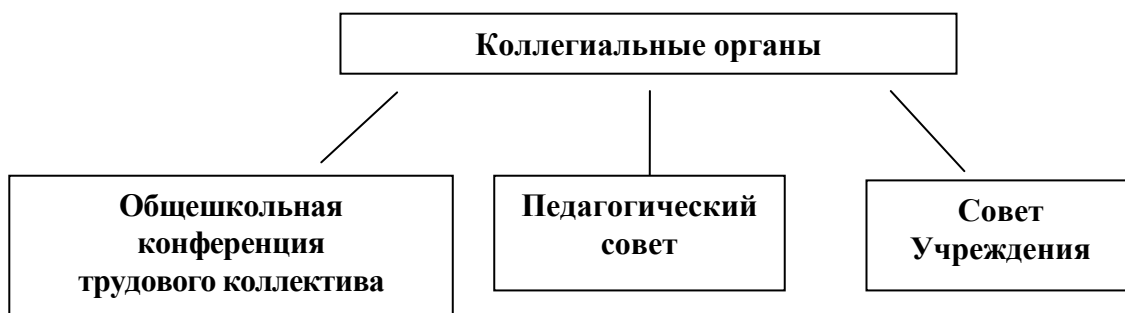 Коллегиальные органы
Общешкольная
конференция
трудового коллектива
Педагогический
совет
Совет
Учреждения